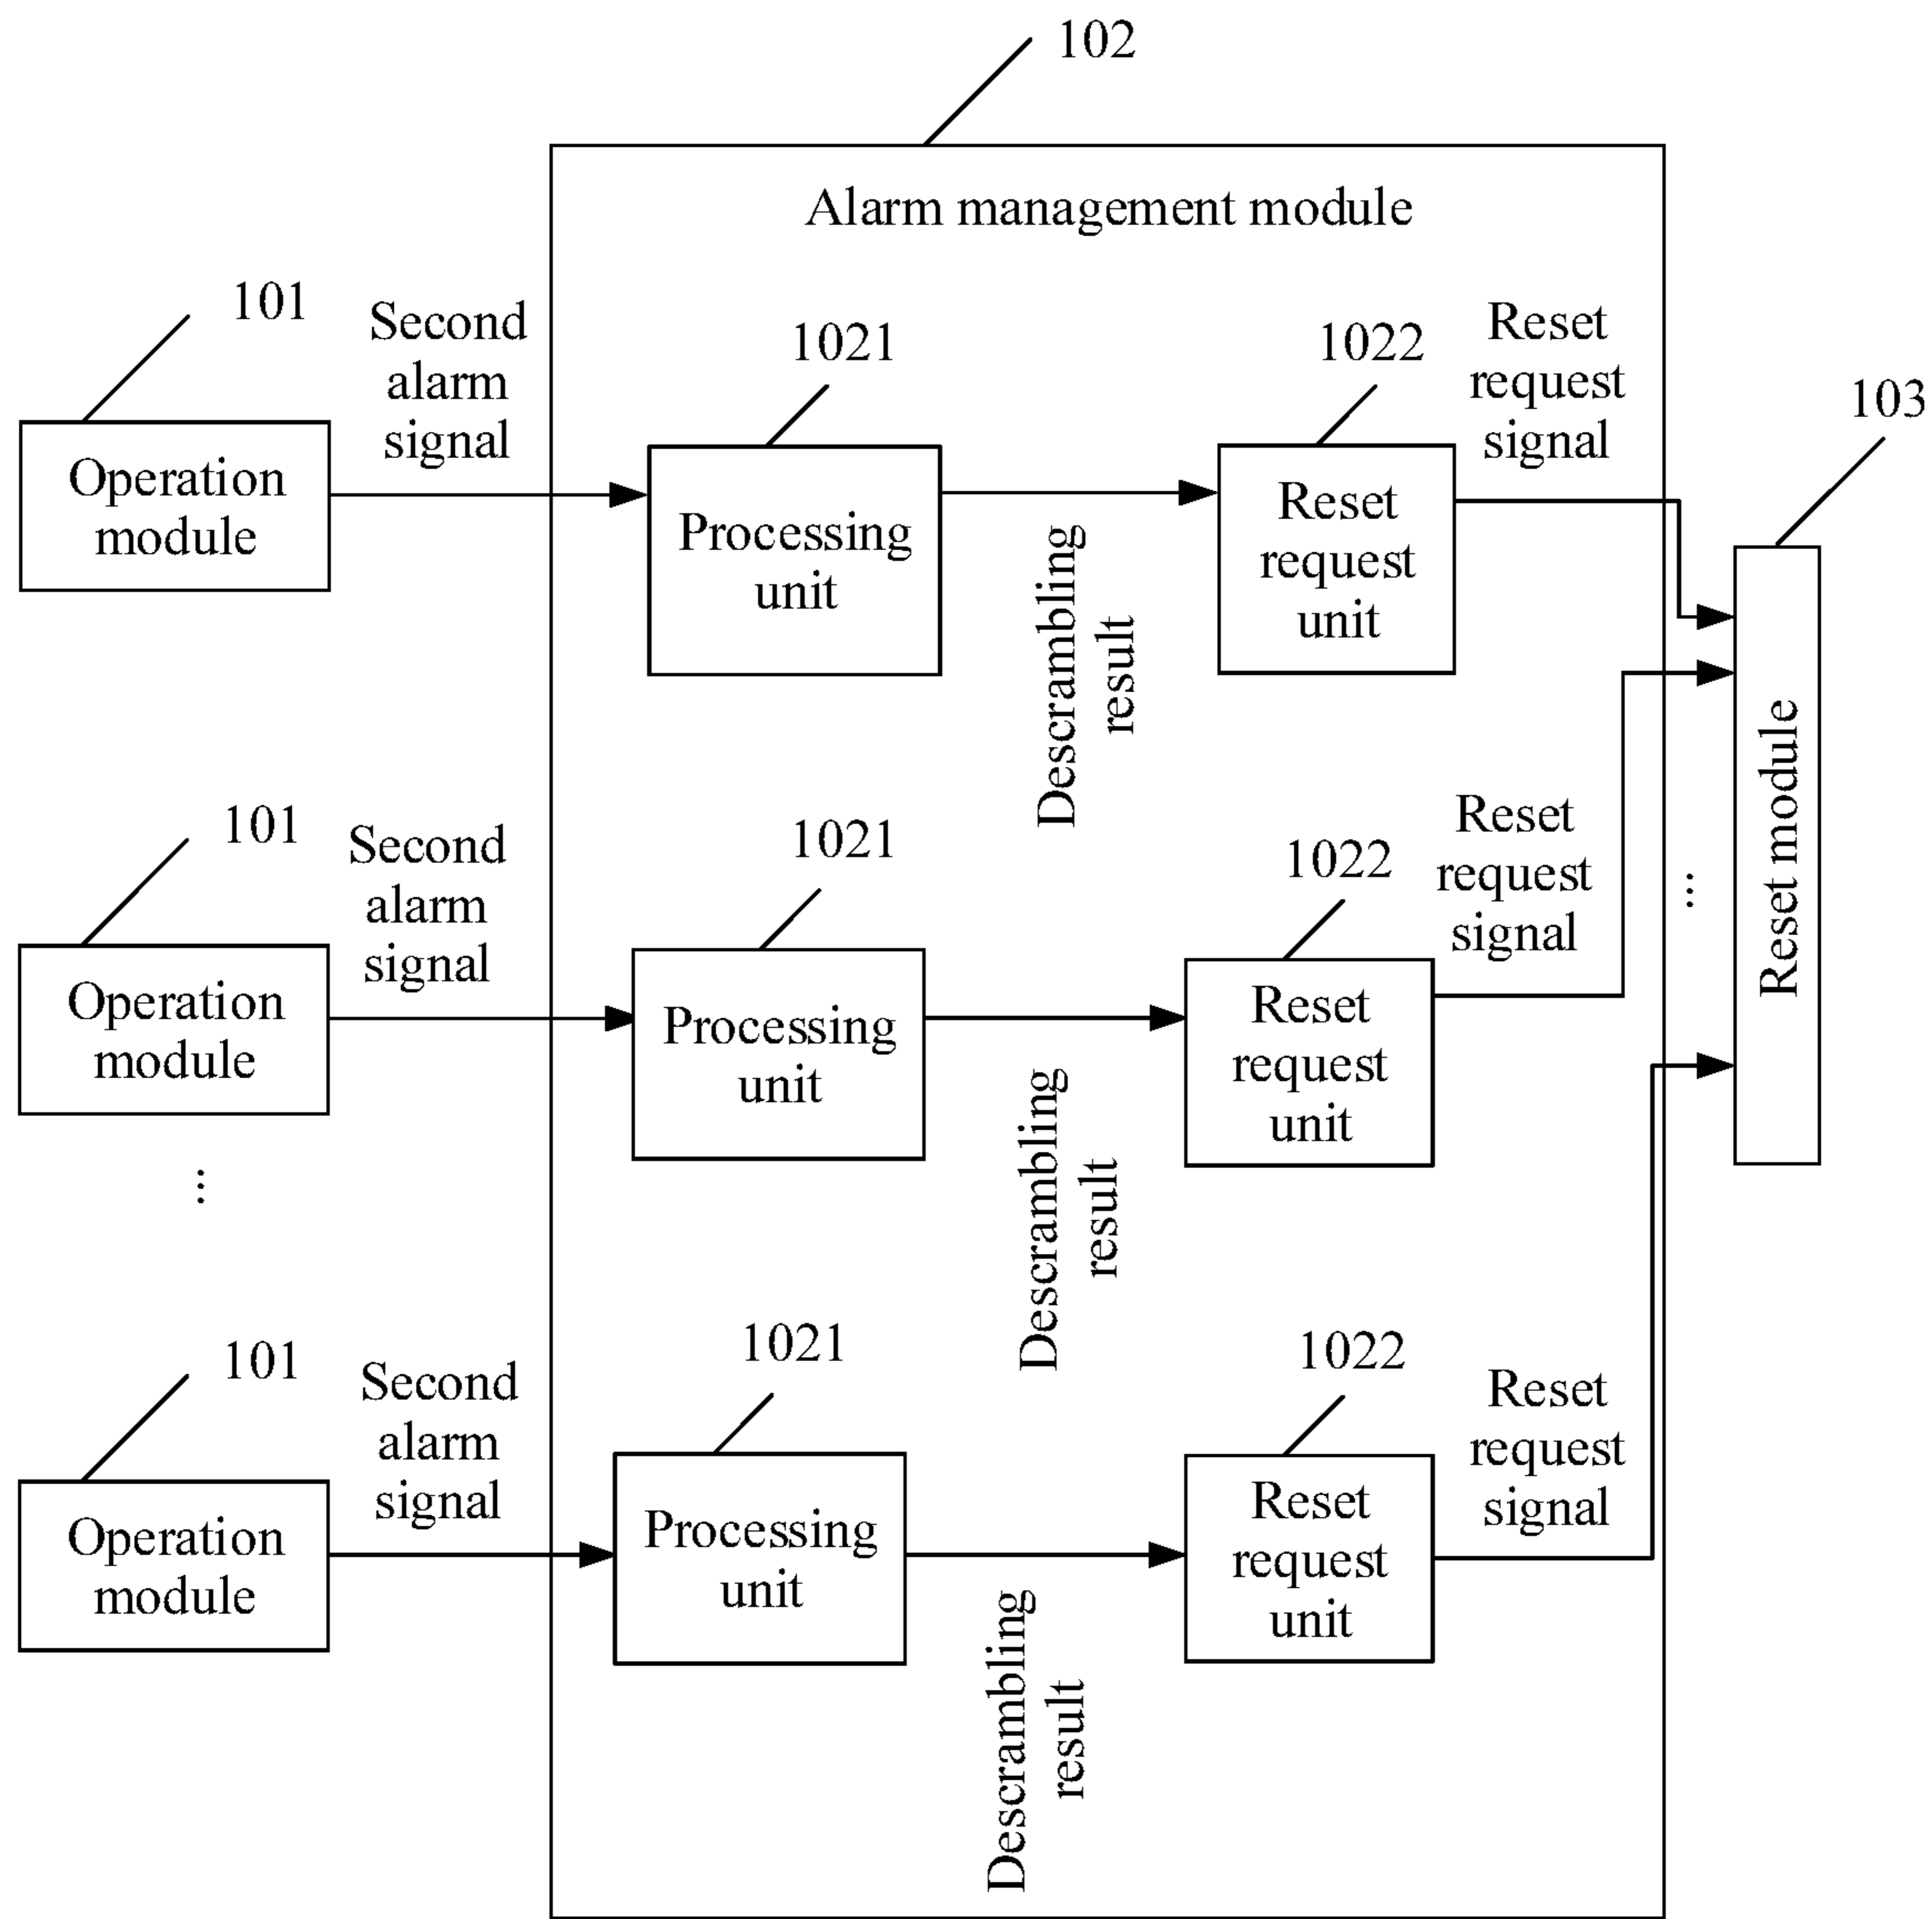 102
Alarm management module
101
Second
alarm
signal
Operation
module
1021
Processing
unit
Descrambling
result
1022
Reset
request
unit
Reset
request
signal
103
Reset module
101
Second
alarm
signal
Operation
module
1021
Processing
unit
Descrambling
result
1022
Reset
request
unit
Reset
request
signal
...
...
101
Second
alarm
signal
Operation
module
1021
Processing
unit
Descrambling
result
1022
Reset
request
unit
Reset
request
signal